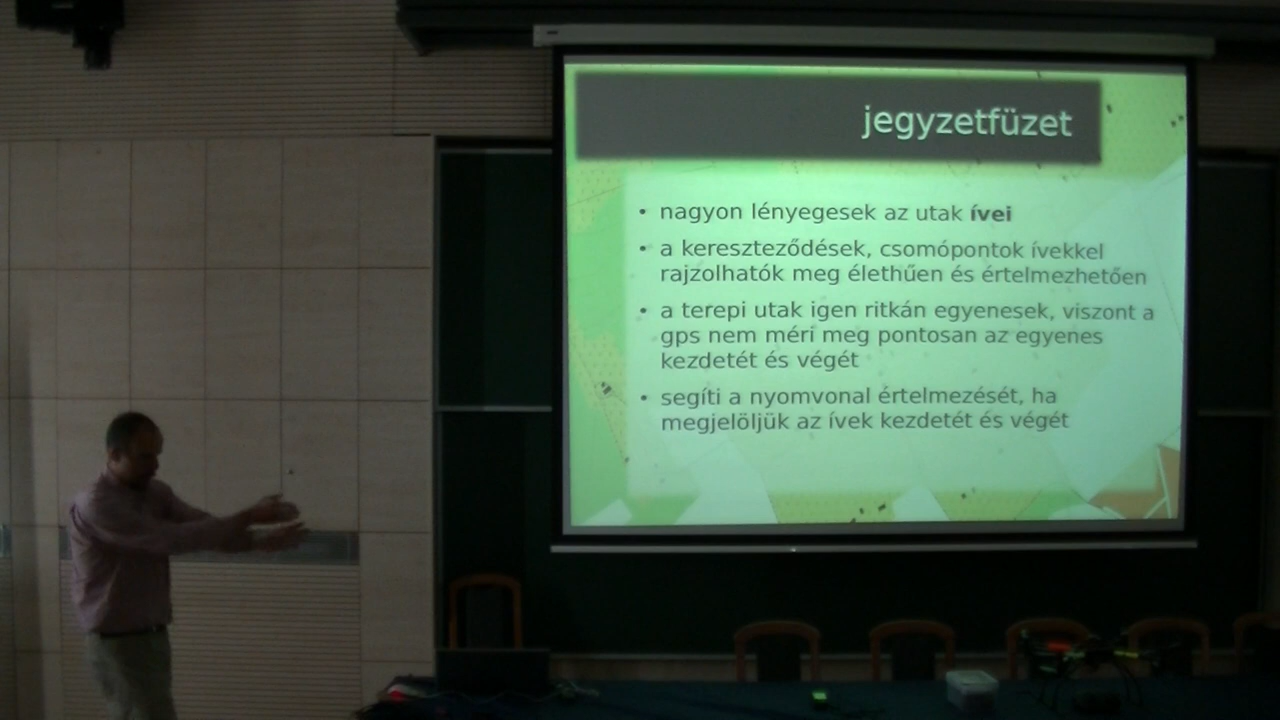 jegyzetfüzet
• nagyon lényegesek az utak ívei
• a kereszteződések, csomópontok ívekkel
rajzolhatók meg élethűen és értelmezhetően
• a terepi utak igen ritkán egyenesek, viszont a
gps nem méri meg pontosan az egyenes
kezdetét és végét
• segíti a nyomvonal értelmezését, ha
megjelöljük az ívek kezdetét és végét